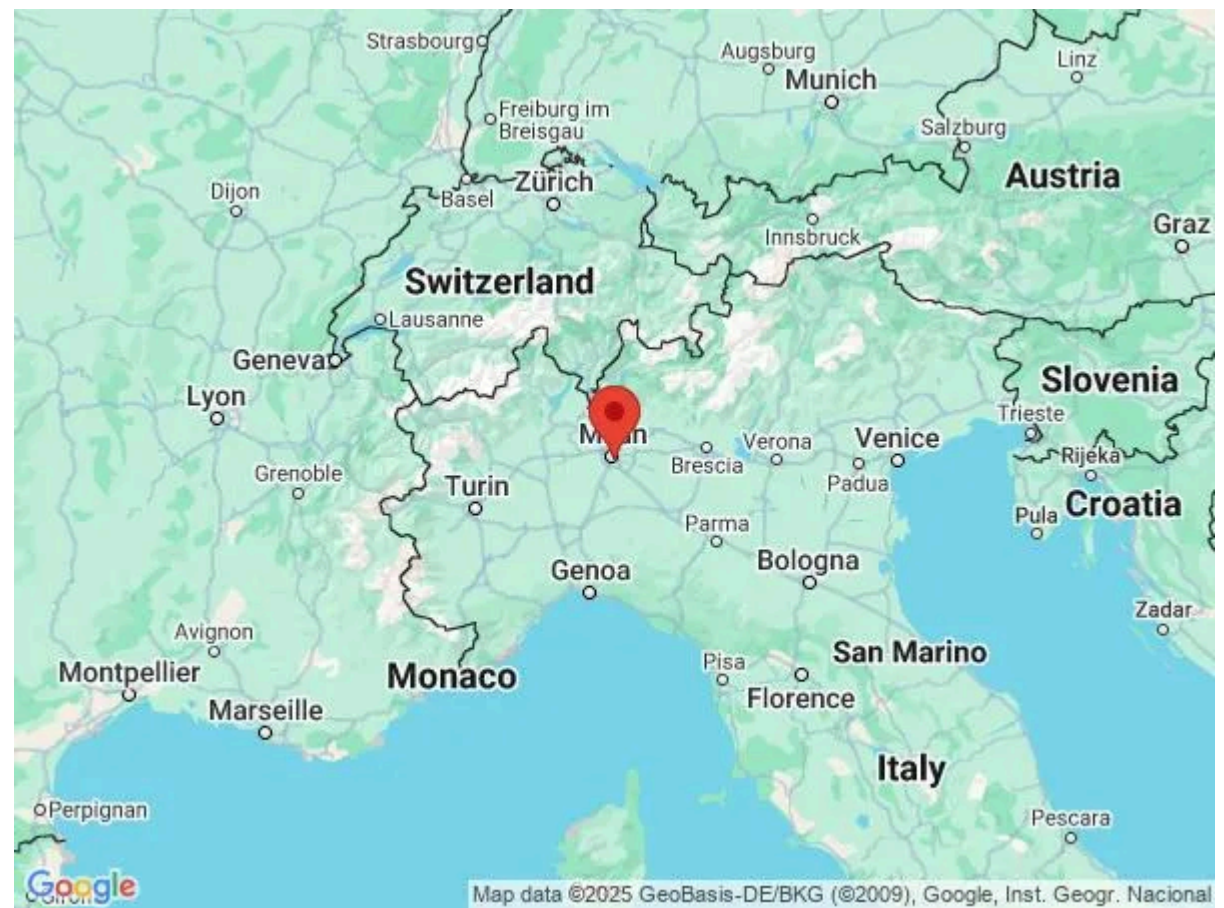 Strasbourg
Augsburg
Munich
Linz
Freiburg im
Breisgau
Salzburg
Austria
Dijon
Basel
Zürich
Innsbruck
Graz
Switzerland
Lausanne
Geneva
Lyon
Slovenia
Trieste
Grenoble
Turin
Brescia
Verona
Padua
Venice
Rijeka
Croatia
Pula
Parma
Genoa
Bologna
Zadar
Avignon
Montpellier
Monaco
Marseille
Pisa
Florence
San Marino
Italy
Perpignan
Pescara
Google
Map data ©2025 GeoBasis-DE/BKG (©2009), Google, Inst. Geogr. Nacional